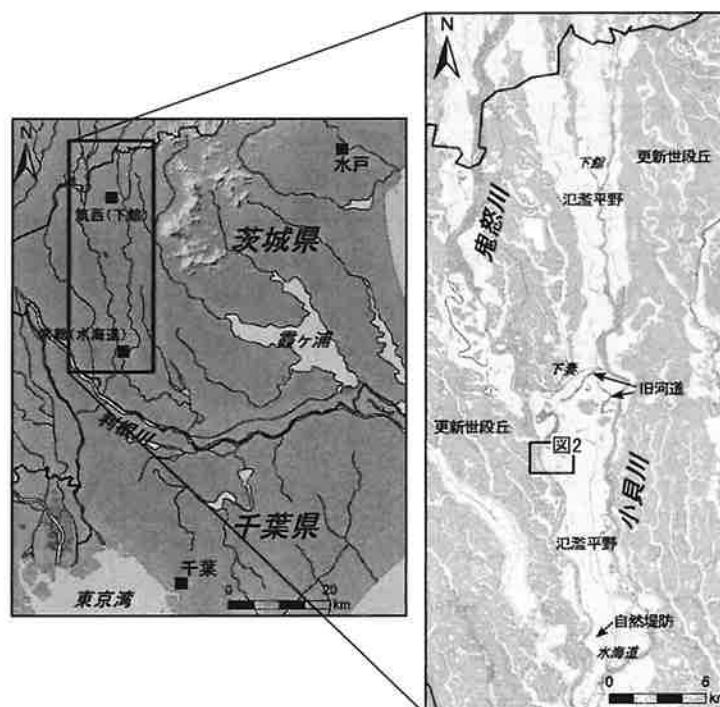 N
水戸
筑西(下館)
茨城県
霞ヶ浦
常総(水海道)
利根川
千葉県
千葉
東京湾
0 20
km
N
下館
更新世段丘
氾濫平野
鬼怒川
下妻
旧河道
更新世段丘
図2
小貝川
氾濫平野
自然堤防
水海道
0 6
km